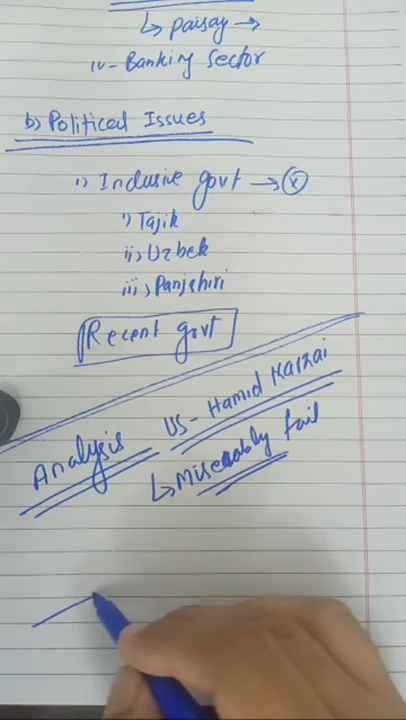 ↳ paisay →
iv- Banking Sector
b) Political Issues
i) Inclusive govt → ⓧ
i) Tajik
ii) Uzbek
iii) Panjshiri
Recent govt
Analysis US - Hamid Karzai
↳ Miserably fail